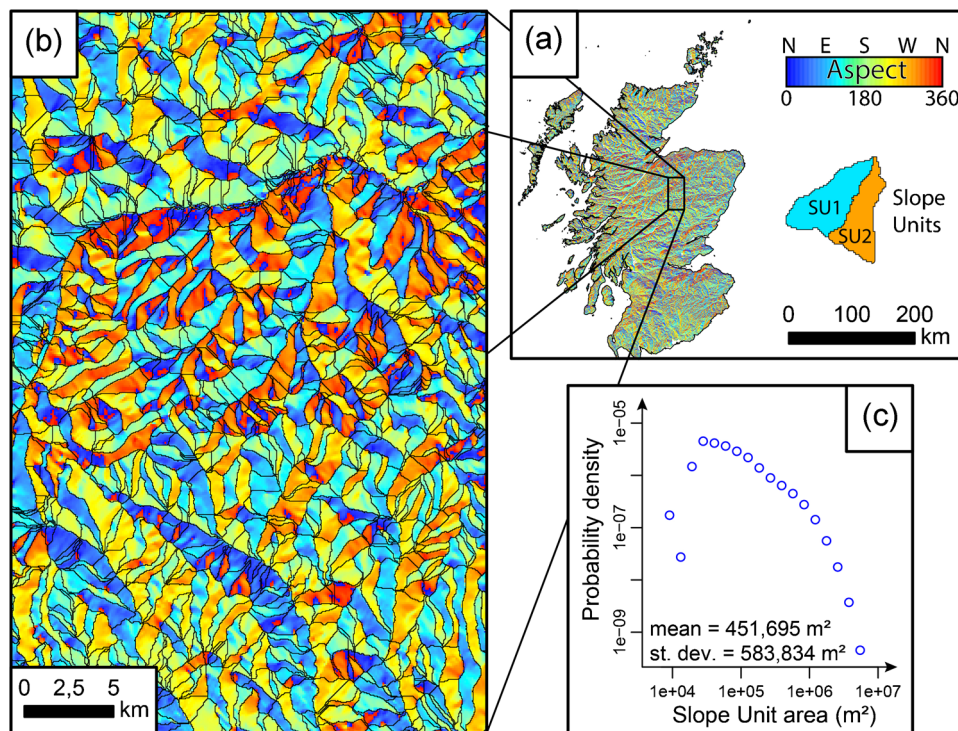 (b)
0 2,5 5
km
(a)
N E S W N
Aspect
0 180 360
SU1
SU2
Slope
Units
0 100 200
km
(c)
Probability density
1e-05
1e-07
1e-09
mean = 451,695 m²
st. dev. = 583,834 m²
1e+04 1e+05 1e+06 1e+07
Slope Unit area (m²)